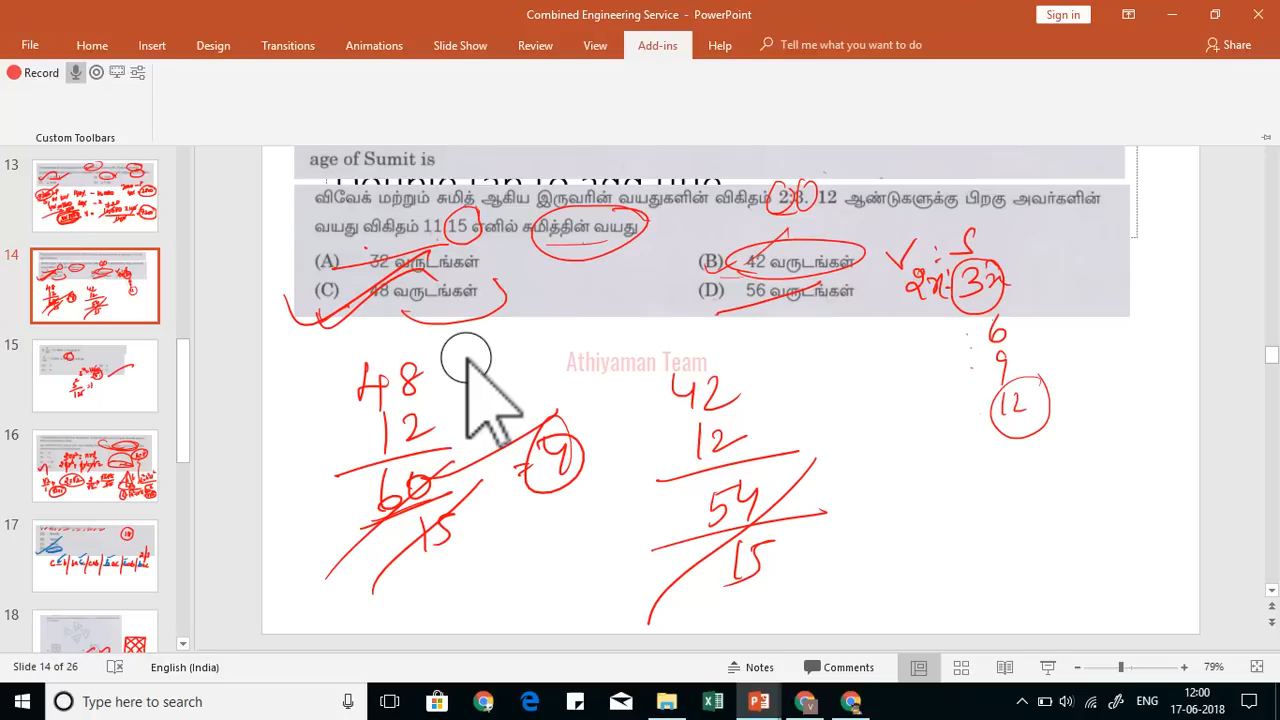 Combined Engineering Service - PowerPoint
Sign in
File Home Insert Design Transitions Animations Slide Show Review View Add-ins Help Tell me what you want to do Share
Record
Custom Toolbars
13
14
15
16
17
18
age of Sumit is
விவேக் மற்றும் சுமித் ஆகிய இருவரின் வயதுகளின் விகிதம் 2:3. 12 ஆண்டுகளுக்கு பிறகு அவர்களின்
வயது விகிதம் 11:15 எனில் சுமித்தின் வயது
(A) 32 வருடங்கள் (B) 42 வருடங்கள்
(C) 48 வருடங்கள் (D) 56 வருடங்கள்
S
2x: 3x
6
9
12
Athiyaman Team
48
12
60
15
=4
42
12
54
15
Slide 14 of 26 English (India) Notes Comments 79%
Type here to search
ENG
12:00
17-06-2018